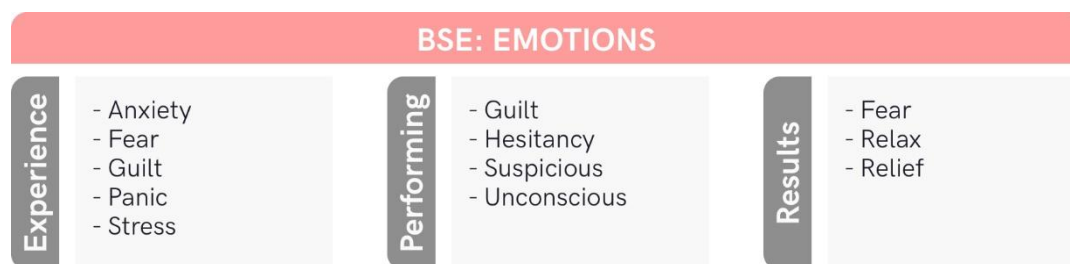 BSE: EMOTIONS
Experience
- Anxiety
- Fear
- Guilt
- Panic
- Stress
Performing
- Guilt
- Hesitancy
- Suspicious
- Unconscious
Results
- Fear
- Relax
- Relief